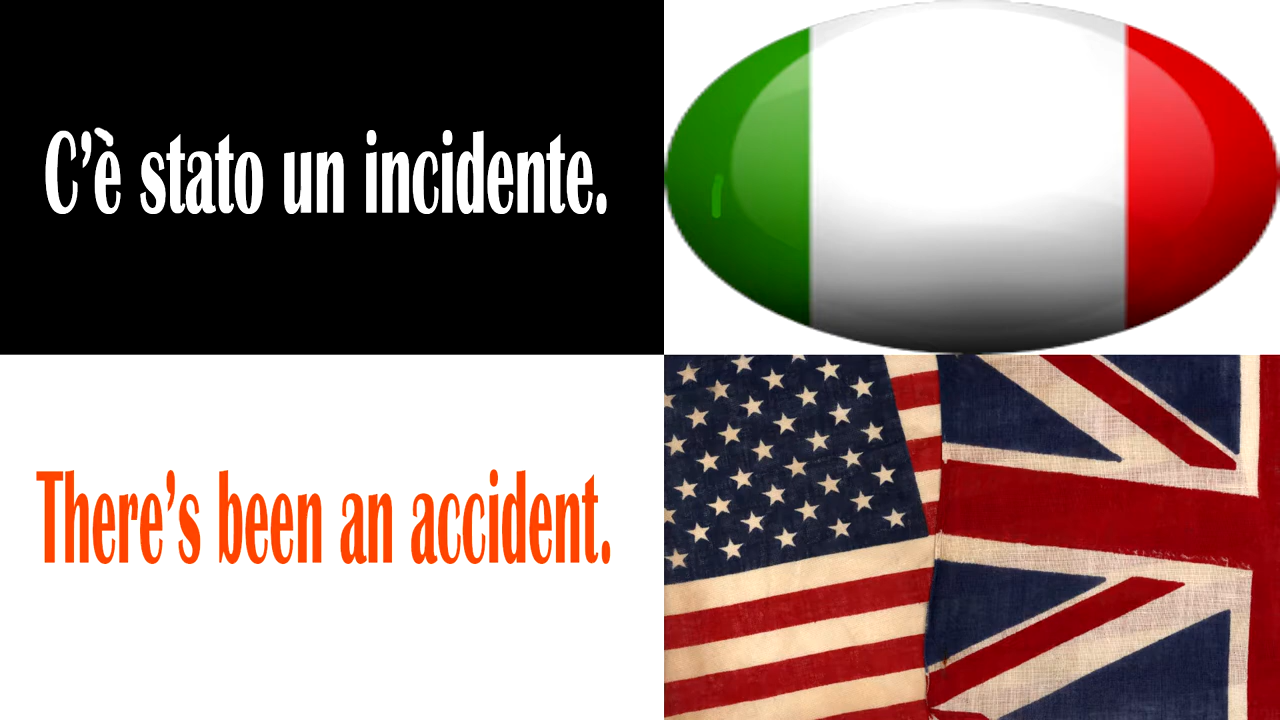 C’è stato un incidente.
There’s been an accident.